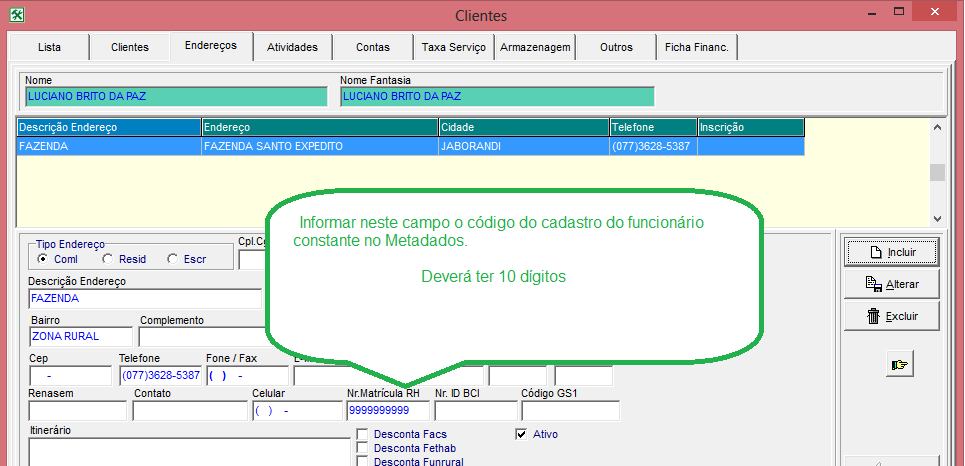 Clientes
Lista Clientes Endereços Atividades Contas Taxa Serviço Armazenagem Outros Ficha Financ.
Nome Nome Fantasia
LUCIANO BRITO DA PAZ LUCIANO BRITO DA PAZ
Descrição Endereço Endereço Cidade Telefone Inscrição
FAZENDA FAZENDA SANTO EXPEDITO JABORANDI (077)3628-5387
Informar neste campo o código do cadastro do funcionário
constante no Metadados.
Deverá ter 10 dígitos
Tipo Endereço Cpl.
Coml Resid Escr
Descrição Endereço
FAZENDA
Bairro Complemento
ZONA RURAL
Cep Telefone Fone / Fax
- (077)3628-5387 ( ) -
Renasem Contato Celular Nr.Matrícula RH Nr. ID BCI Código GS1
( ) - 9999999999
Itinerário
Desconta Facs Ativo
Desconta Fethab
Desconta Funrural
Incluir
Alterar
Excluir